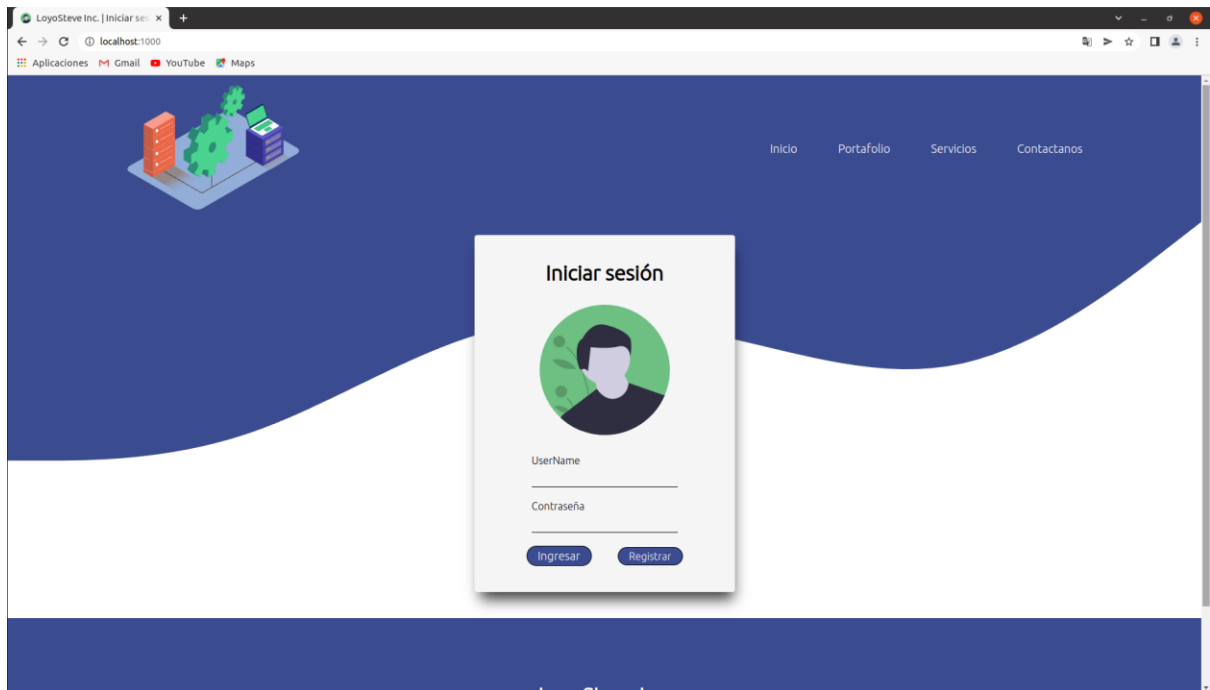 LoyoSteve Inc. | Iniciar ses
localhost:1000
Aplicaciones Gmail YouTube Maps
Inicio Portafolio Servicios Contactanos
Iniciar sesión
UserName
Contraseña
Ingresar Registrar